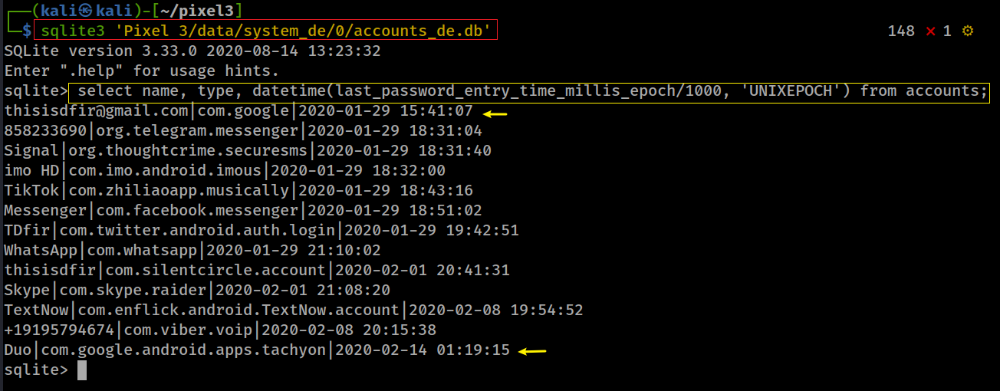 ┌──(kali㉿kali)-[~/pixel3]
└─$ sqlite3 'Pixel 3/data/system_de/0/accounts_de.db' 148 ⨯ 1 ⚙
SQLite version 3.33.0 2020-08-14 13:23:32
Enter ".help" for usage hints.
sqlite> select name, type, datetime(last_password_entry_time_millis_epoch/1000, 'UNIXEPOCH') from accounts;
thisisdfir@gmail.com|com.google|2020-01-29 15:41:07
858233690|org.telegram.messenger|2020-01-29 18:31:04
Signal|org.thoughtcrime.securesms|2020-01-29 18:31:40
imo HD|com.imo.android.imous|2020-01-29 18:32:00
TikTok|com.zhiliaoapp.musically|2020-01-29 18:43:16
Messenger|com.facebook.messenger|2020-01-29 18:51:02
TDfir|com.twitter.android.auth.login|2020-01-29 19:42:51
WhatsApp|com.whatsapp|2020-01-29 21:10:02
thisisdfir|com.silentcircle.account|2020-02-01 20:41:31
Skype|com.skype.raider|2020-02-01 21:08:20
TextNow|com.enflick.android.TextNow.account|2020-02-08 19:54:52
+19195794674|com.viber.voip|2020-02-08 20:15:38
Duo|com.google.android.apps.tachyon|2020-02-14 01:19:15
sqlite>